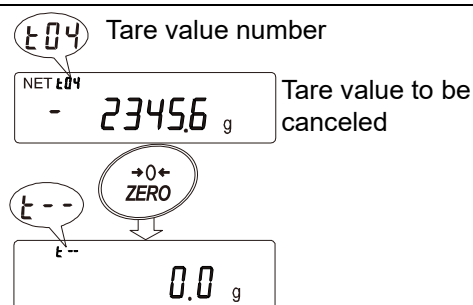 t04 Tare value number
NET t04
- 2345.6 g
Tare value to be
canceled
→0←
ZERO
t--
t--
0.0 g